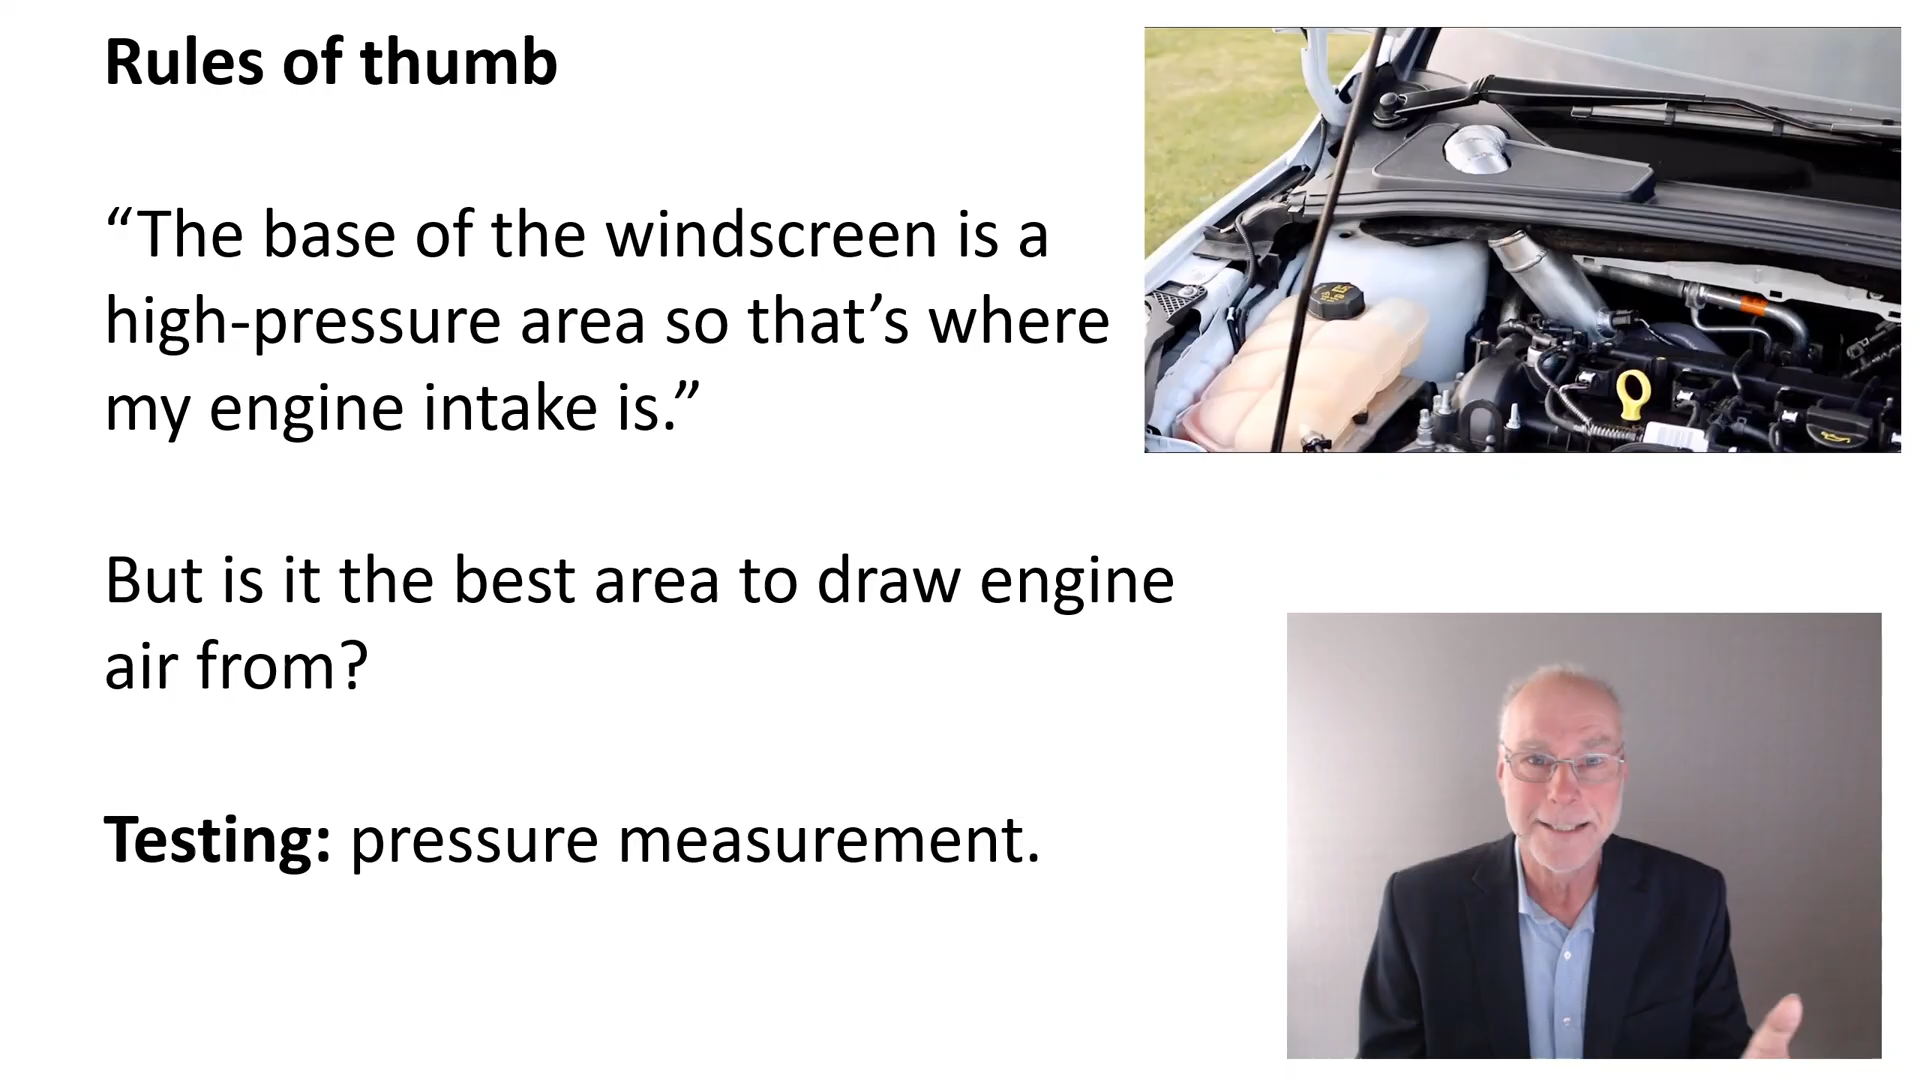 Rules of thumb
“The base of the windscreen is a
high-pressure area so that’s where
my engine intake is.”
But is it the best area to draw engine
air from?
Testing: pressure measurement.